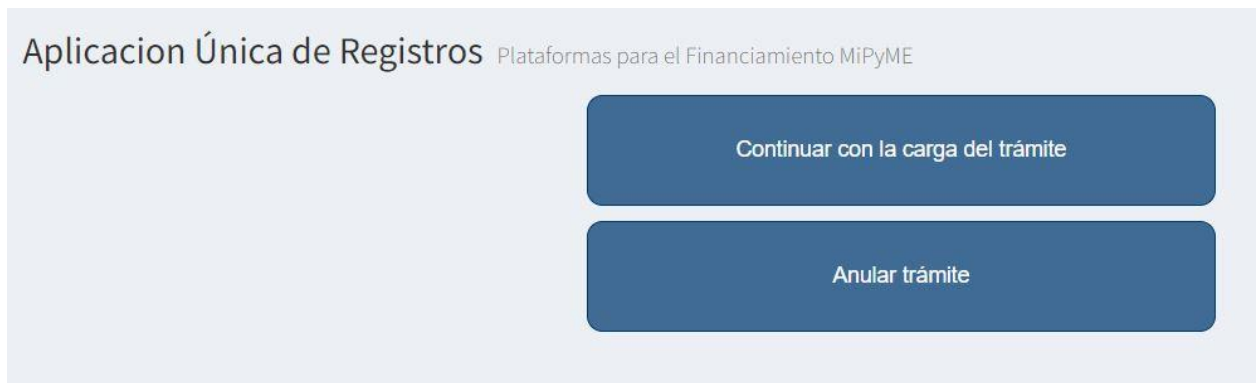 Aplicacion Única de Registros Plataformas para el Financiamiento MiPyME
Continuar con la carga del trámite
Anular trámite